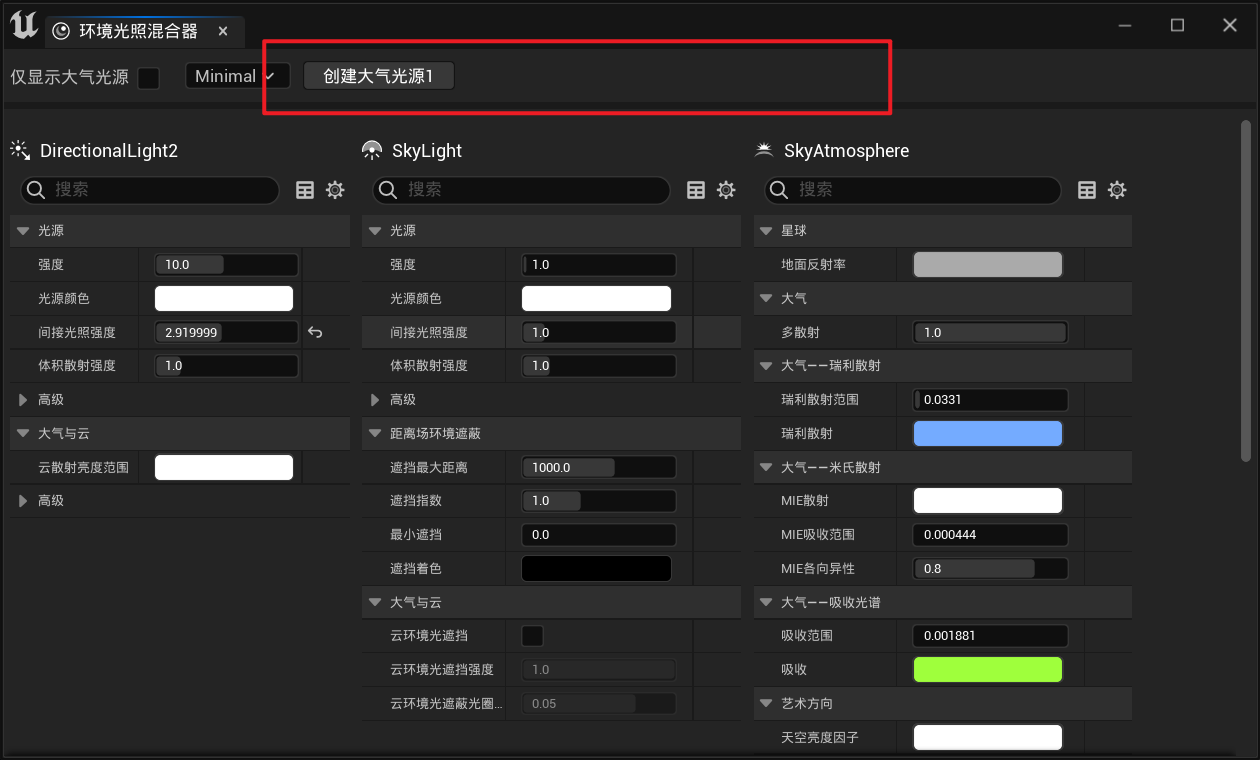 环境光照混合器
仅显示大气光源 Minimal 创建大气光源1
DirectionalLight2 SkyLight SkyAtmosphere
搜索 搜索 搜索
光源 光源 星球
强度 10.0 强度 1.0 地面反射率
光源颜色 光源颜色 大气
间接光照强度 2.919999 间接光照强度 1.0 多散射 1.0
体积散射强度 1.0 体积散射强度 1.0 大气——瑞利散射
高级 高级 瑞利散射范围 0.0331
大气与云 距离场环境遮蔽 瑞利散射
云散射亮度范围 遮挡最大距离 1000.0 大气——米氏散射
高级 遮挡指数 1.0 MIE散射
最小遮挡 0.0 MIE吸收范围 0.000444
遮挡着色 MIE各向异性 0.8
大气与云 大气——吸收光谱
云环境光遮挡 吸收范围 0.001881
云环境光遮挡强度 1.0 吸收
云环境光遮蔽光圈... 0.05 艺术方向
天空亮度因子